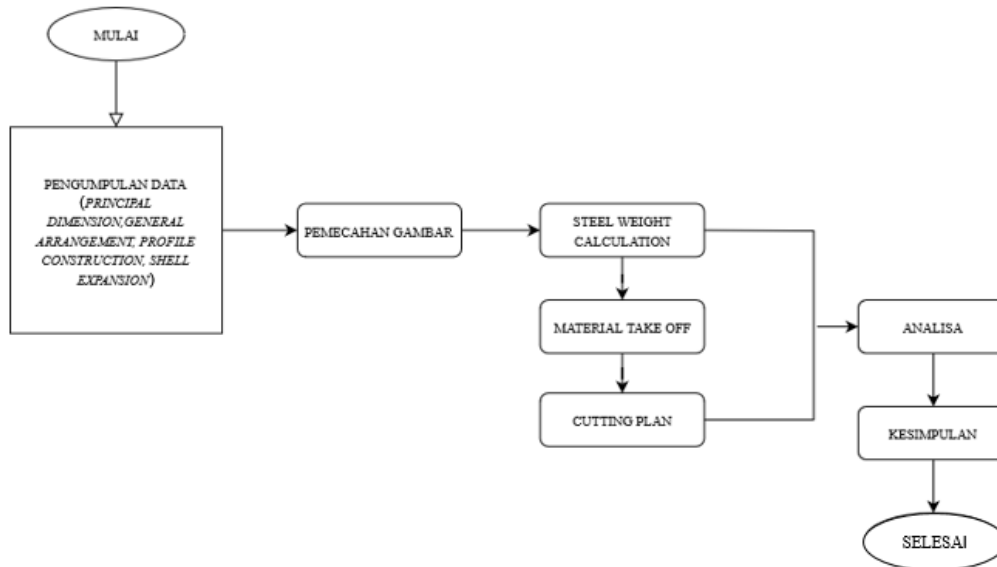 MULAI
PENGUMPULAN DATA
(PRINCIPAL
DIMENSION,GENERAL
ARRANGEMENT, PROFILE
CONSTRUCTION, SHELL
EXPANSION)
PEMECAHAN GAMBAR
STEEL WEIGHT
CALCULATION
MATERIAL TAKE OFF
CUTTING PLAN
ANALISA
KESIMPULAN
SELESAI